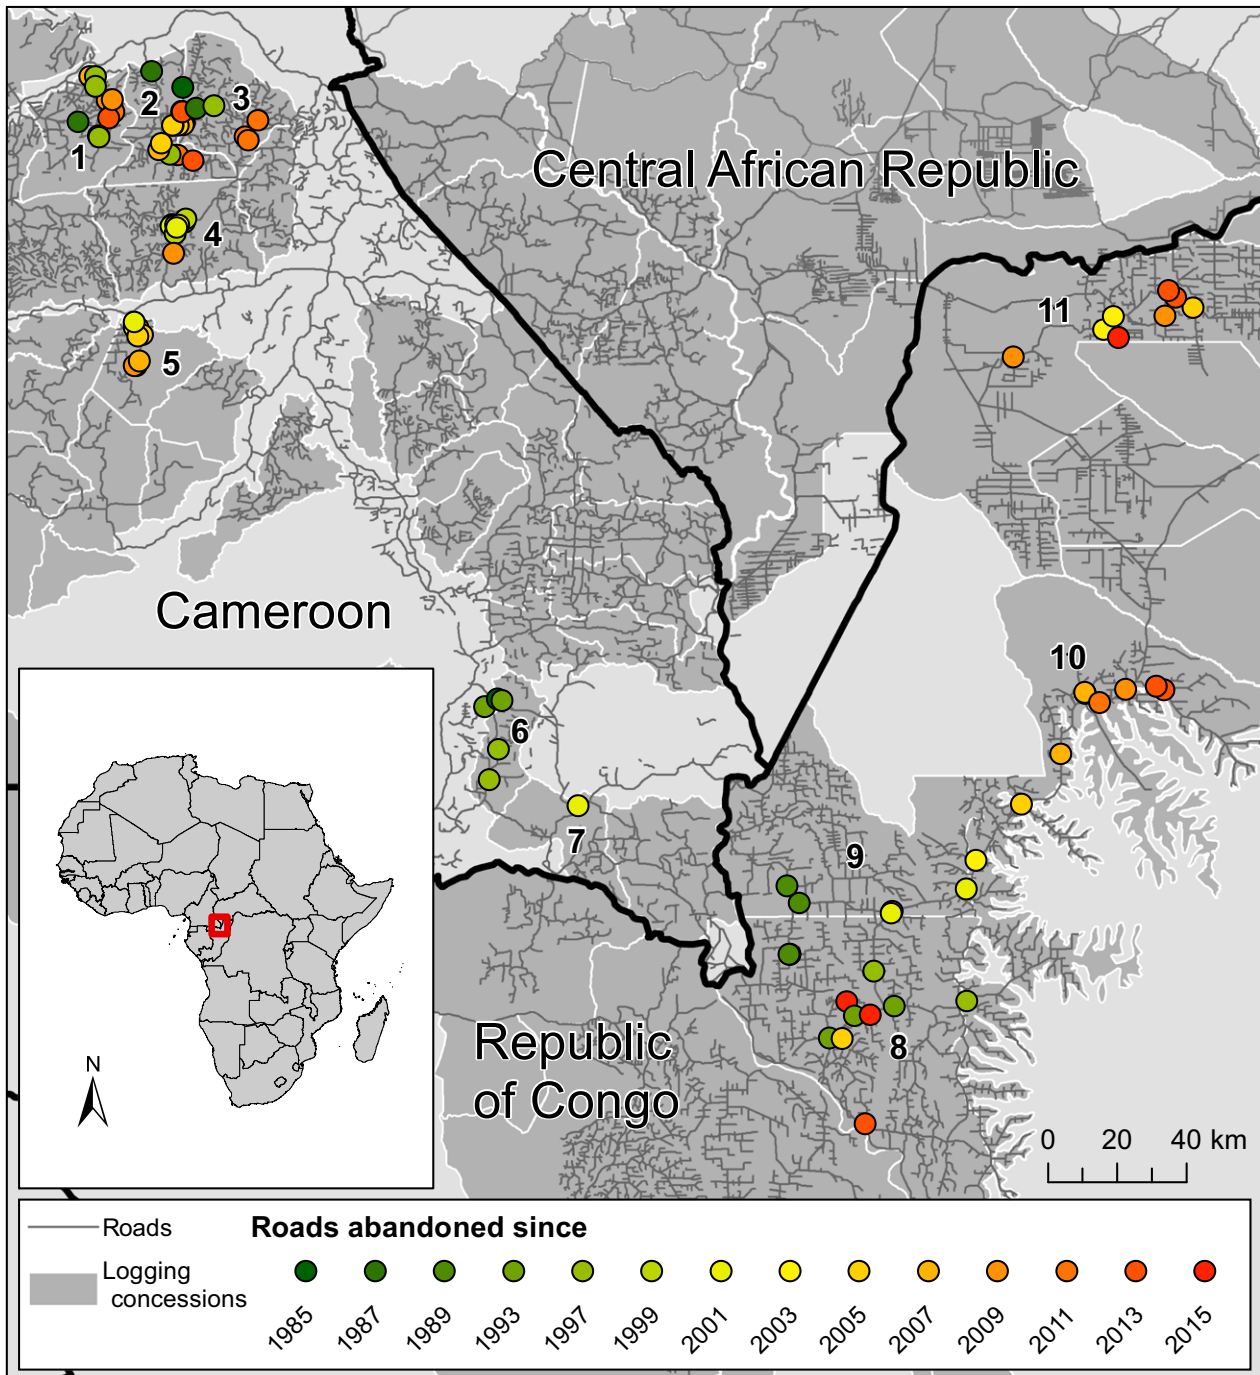 2
3
1
Central African Republic
4
11
5
Cameroon
10
6
7
9
8
Republic
of Congo
N
0 20 40 km
Roads
Roads abandoned since
Logging
concessions
1985 1987 1989 1993 1997 1999 2001 2003 2005 2007 2009 2011 2013 2015